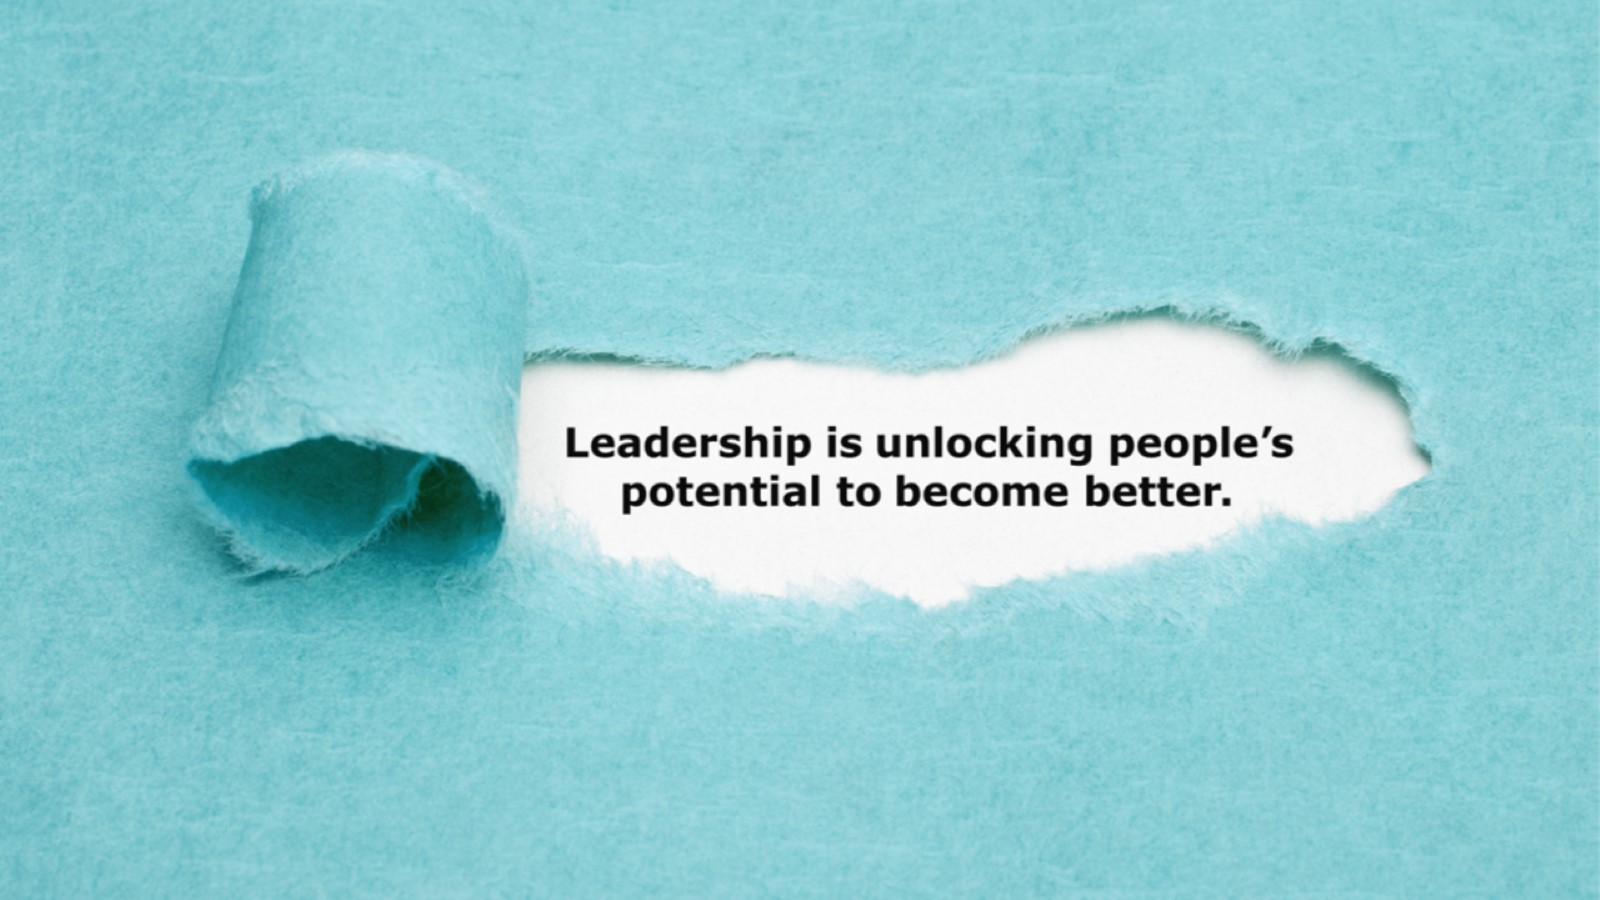 Leadership is unlocking people’s
potential to become better.